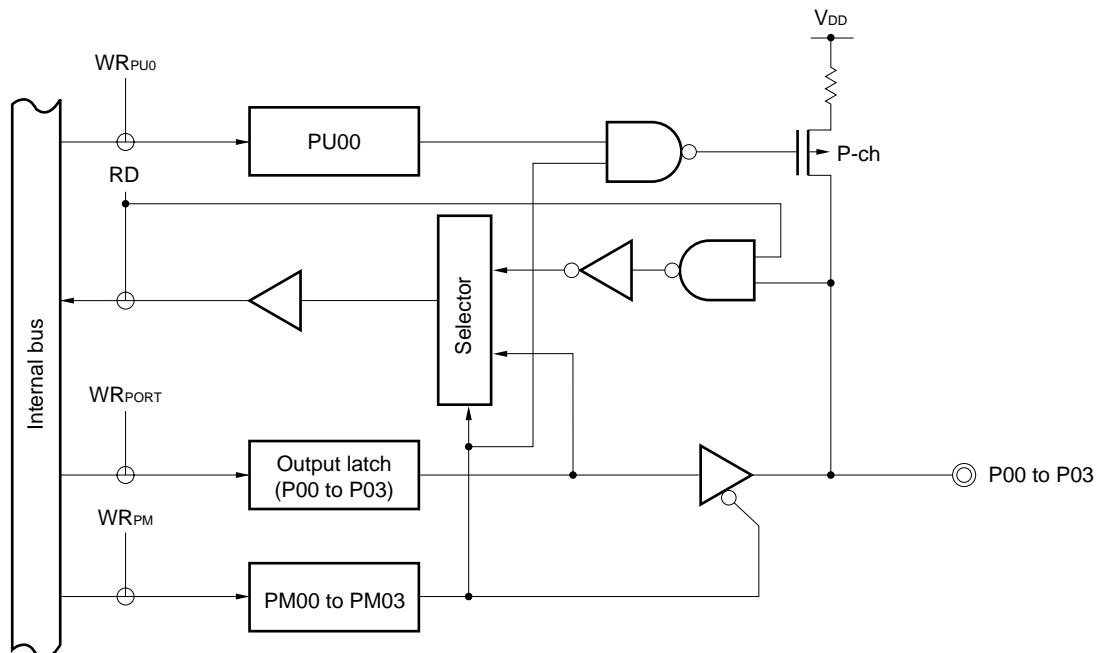 VDD
WRPU0
PU00
P-ch
RD
Selector
Internal bus
WRPORT
Output latch
(P00 to P03)
P00 to P03
WRPM
PM00 to PM03